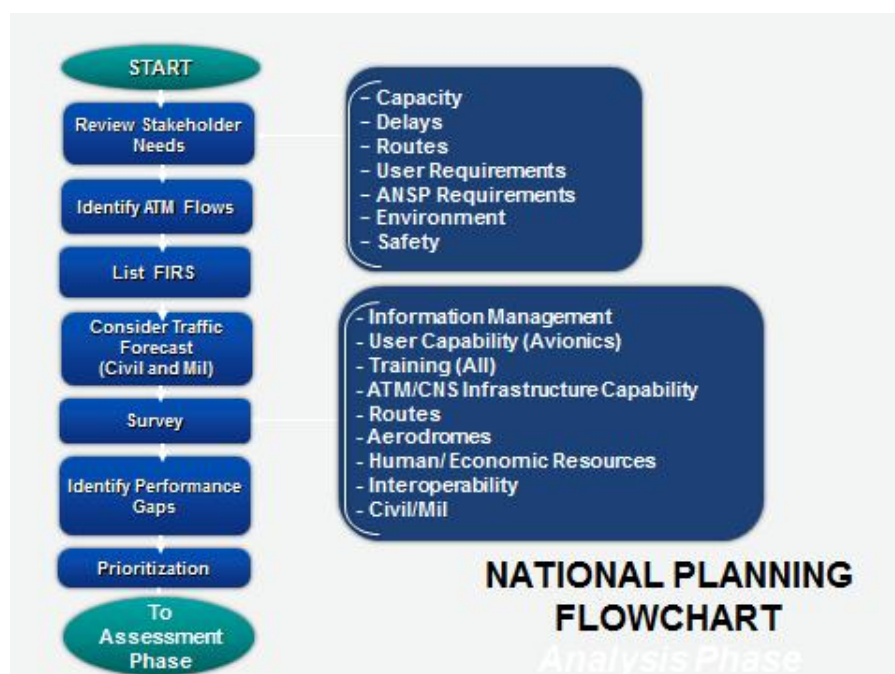 START
Review Stakeholder
Needs
Identify ATM Flows
List FIRS
Consider Traffic
Forecast
(Civil and Mil)
Survey
Identify Performance
Gaps
Prioritization
To
Assessment
Phase
– Capacity
– Delays
– Routes
– User Requirements
– ANSP Requirements
– Environment
– Safety
- Information Management
- User Capability (Avionics)
- Training (All)
- ATM/CNS Infrastructure Capability
- Routes
- Aerodromes
- Human/ Economic Resources
- Interoperability
- Civil/Mil
NATIONAL PLANNING
FLOWCHART
Analysis Phase